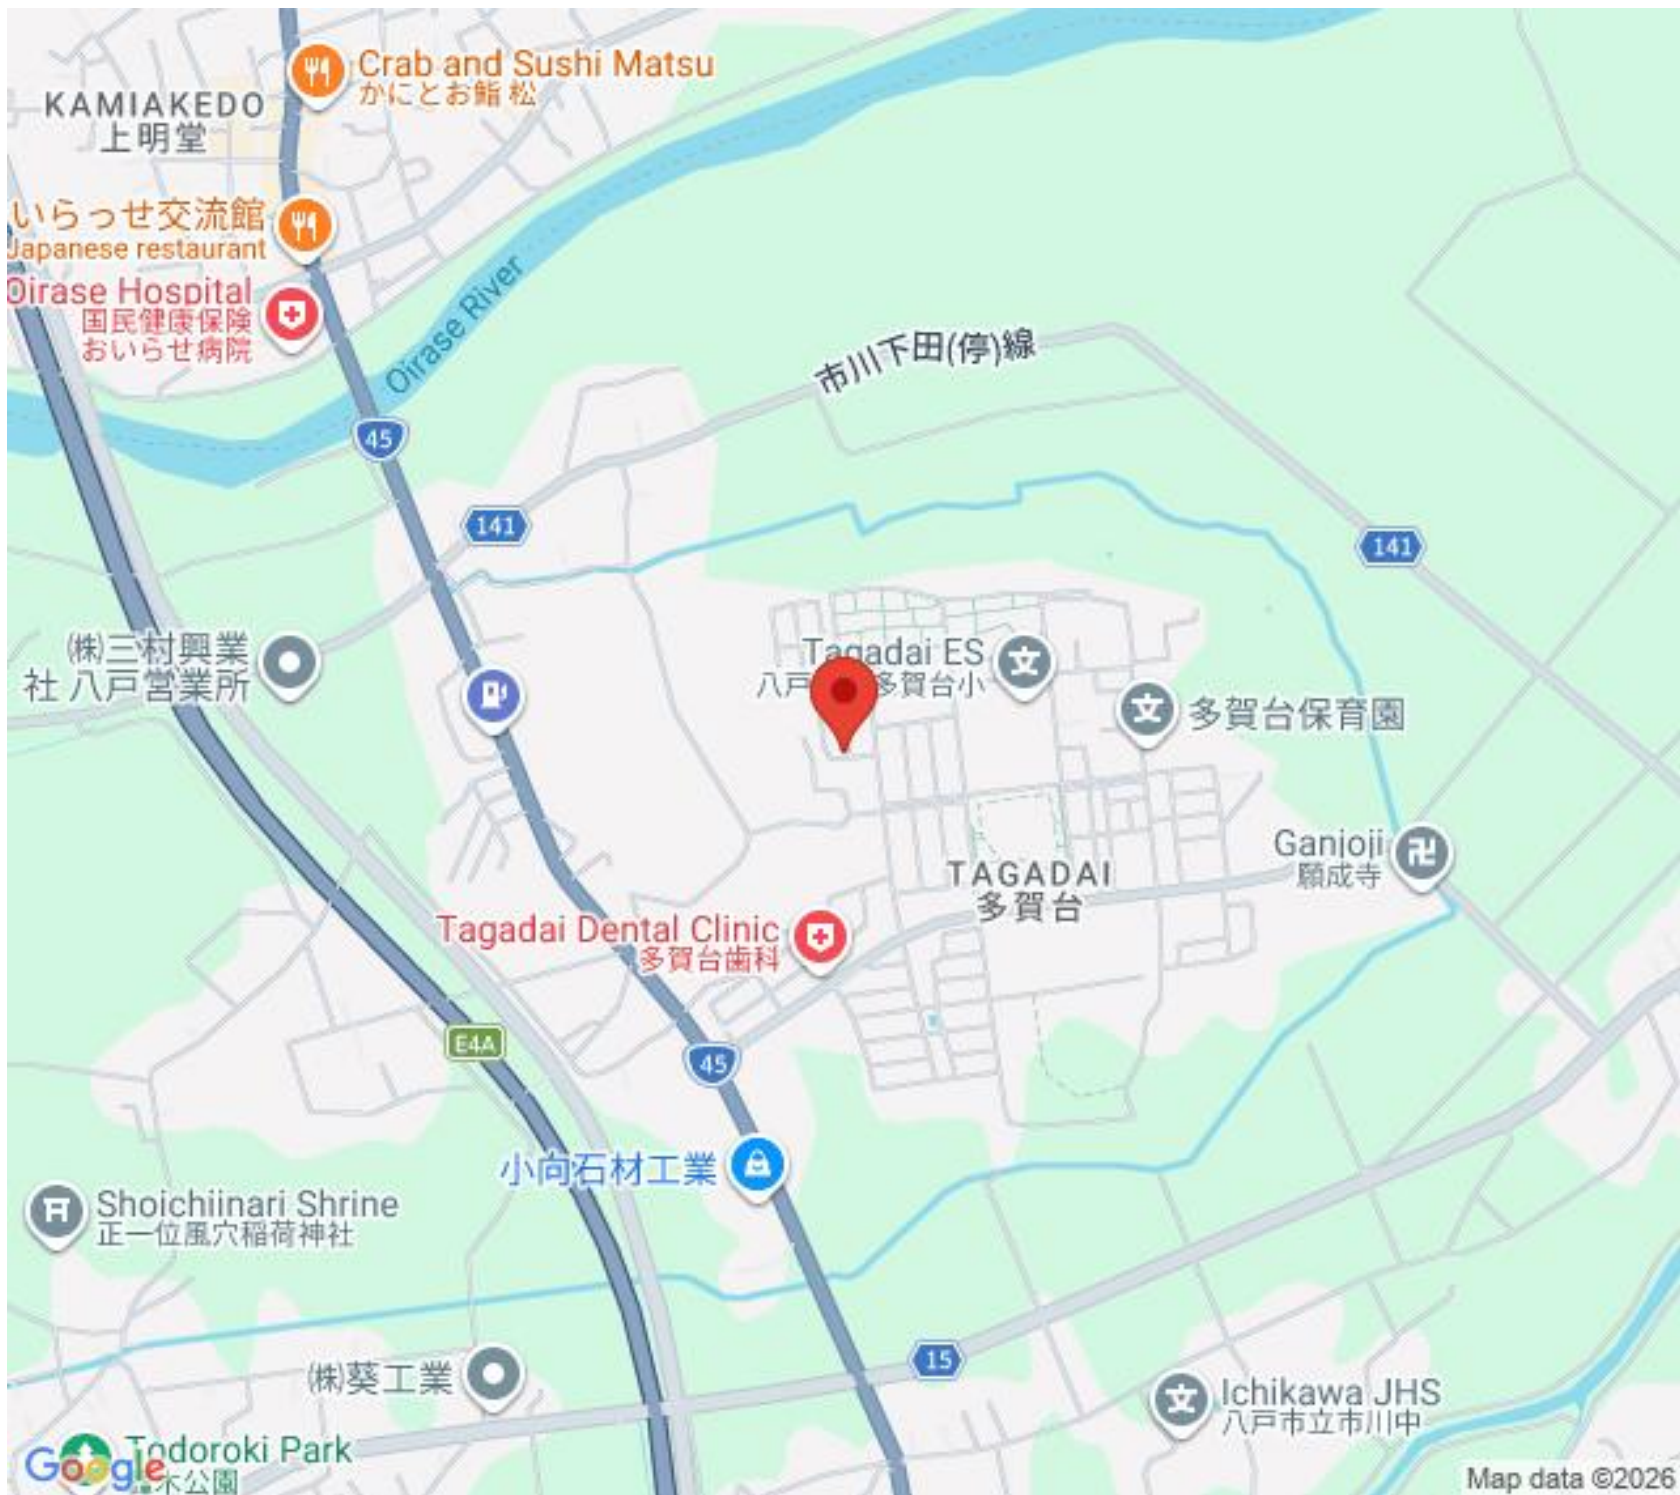 Crab and Sushi Matsu
かにとお鮨 松
KAMIAKEDO
上明堂
いらっせ交流館
Japanese restaurant
Oirase Hospital
国民健康保険
おいらせ病院
Oirase River
市川下田(停)線
45
141
141
㈱三村興業
社 八戸営業所
Tagadai ES
八戸 多賀台小
多賀台保育園
Ganjoji
願成寺
TAGADAI
多賀台
Tagadai Dental Clinic
多賀台歯科
E4A
45
小向石材工業
Shoichiinari Shrine
正一位風穴稲荷神社
15
㈱葵工業
Ichikawa JHS
八戸市立市川中
Todoroki Park
木公園
Google
Map data ©2026